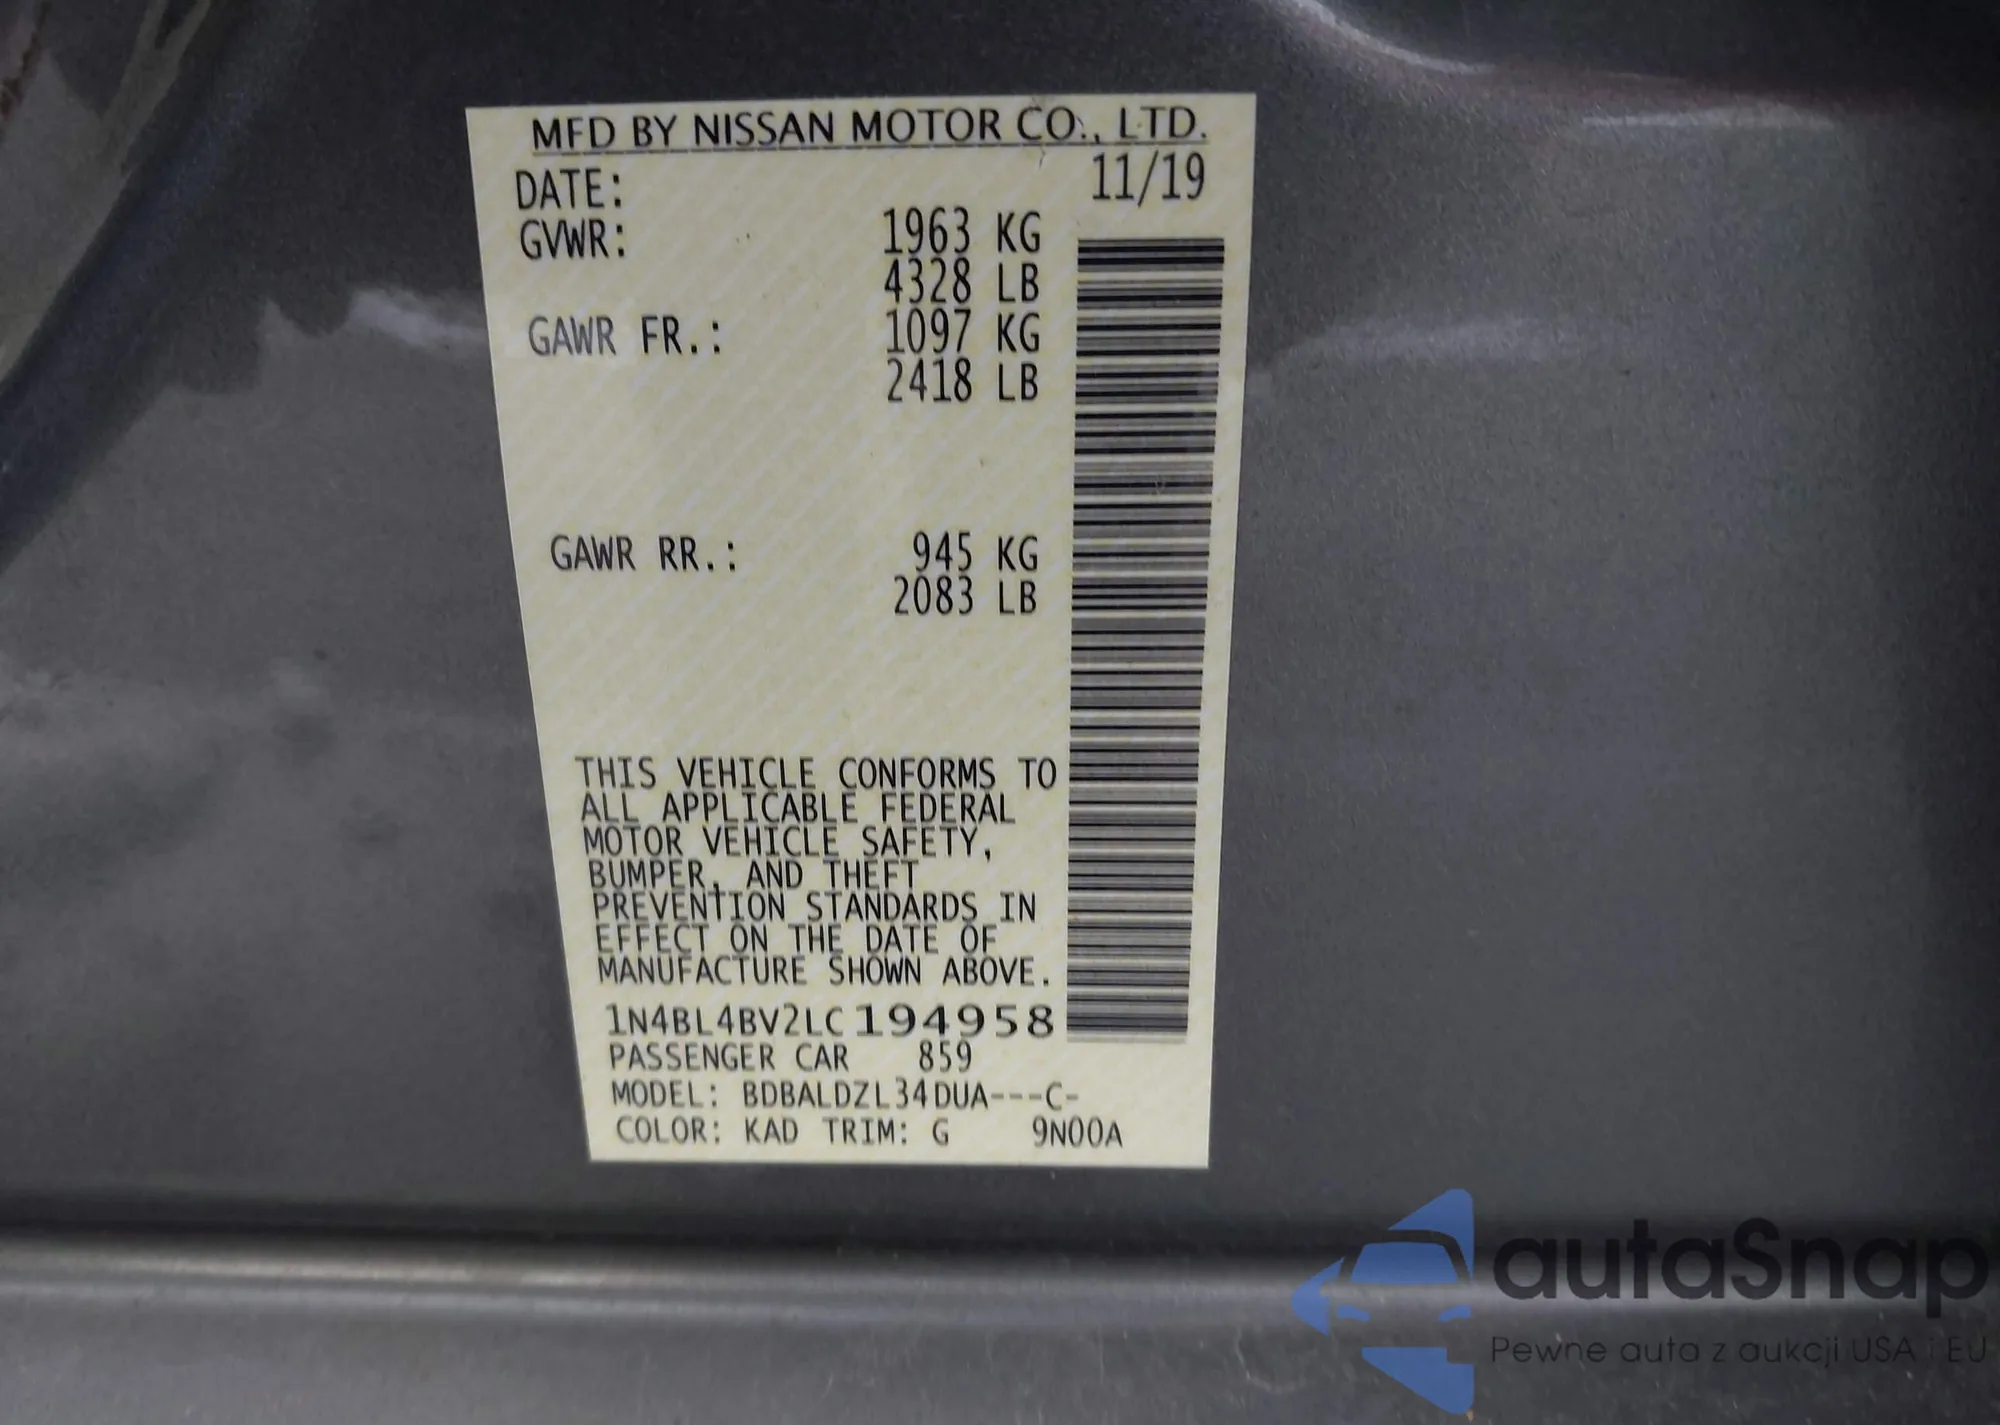 MFD BY NISSAN MOTOR CO., LTD.
DATE: 11/19
GVWR: 1963 KG
4328 LB
GAWR FR.: 1097 KG
2418 LB
GAWR RR.: 945 KG
2083 LB
THIS VEHICLE CONFORMS TO
ALL APPLICABLE FEDERAL
MOTOR VEHICLE SAFETY,
BUMPER, AND THEFT
PREVENTION STANDARDS IN
EFFECT ON THE DATE OF
MANUFACTURE SHOWN ABOVE.
1N4BL4BV2LC194958
PASSENGER CAR 859
MODEL: BDBALDZL34DUA---C-
COLOR: KAD TRIM: G 9N00A
autaSnap
Pewne auta z aukcji USA i EU